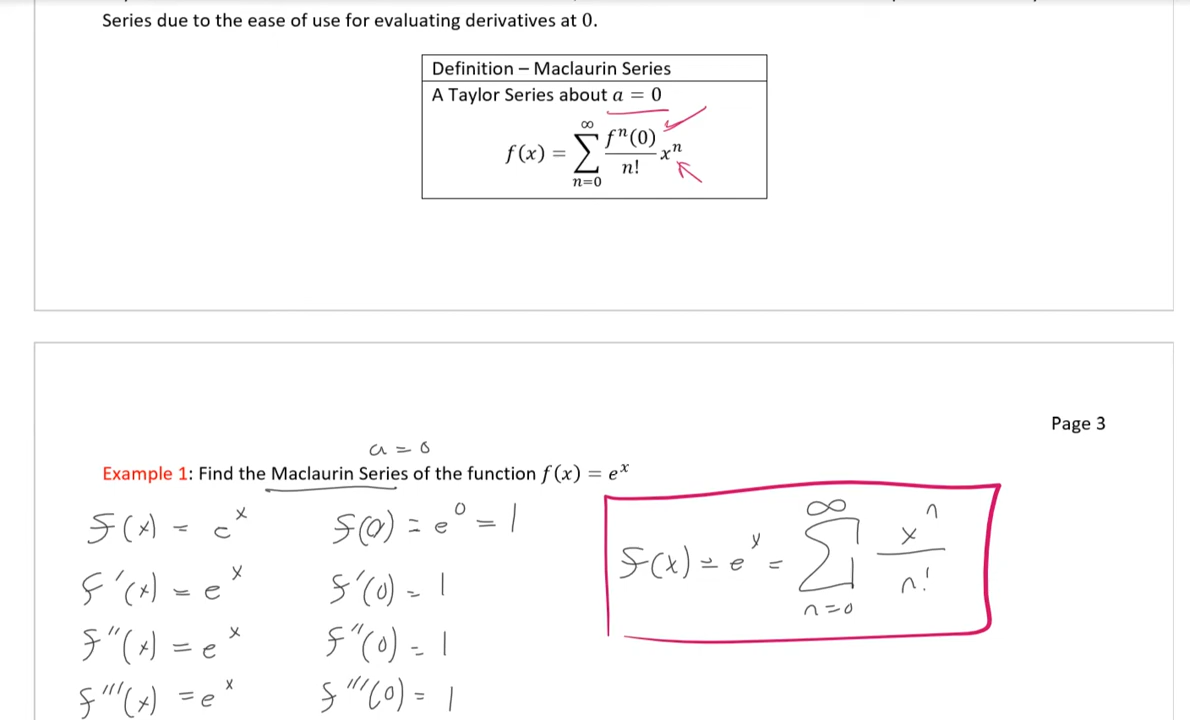 Series due to the ease of use for evaluating derivatives at 0.
Definition – Maclaurin Series
A Taylor Series about a = 0
f(x) = ∑_{n=0}^{∞} fⁿ(0)/n! xⁿ
Page 3
a = 0
Example 1: Find the Maclaurin Series of the function f(x) = eˣ
f(x) = eˣ f(0) = e⁰ = 1
f(x) = eˣ = ∑_{n=0}^{∞} xⁿ/n!
f'(x) = eˣ f'(0) = 1
f''(x) = eˣ f''(0) = 1
f'''(x) = eˣ f'''(0) = 1